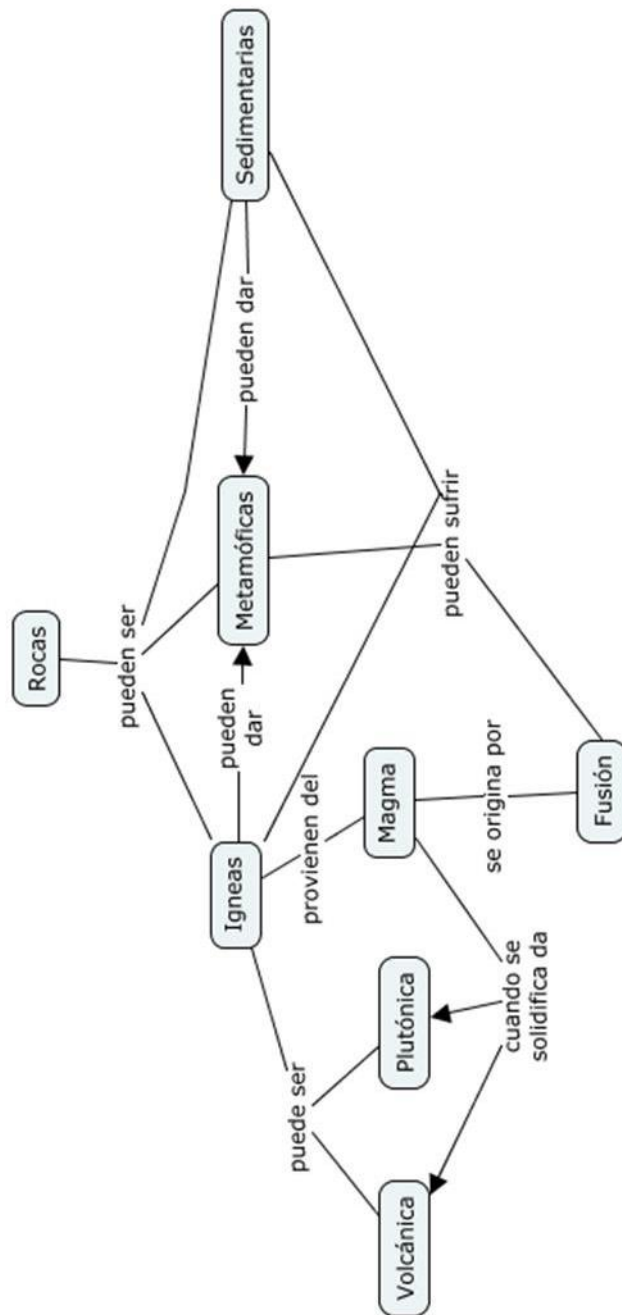 Rocas
pueden ser
Igneas
pueden
dar
Metamóficas
pueden dar
Sedimentarias
puede ser
provienen del
Volcánica
Plutónica
Magma
pueden sufrir
cuando se
solidifica da
se origina por
Fusión